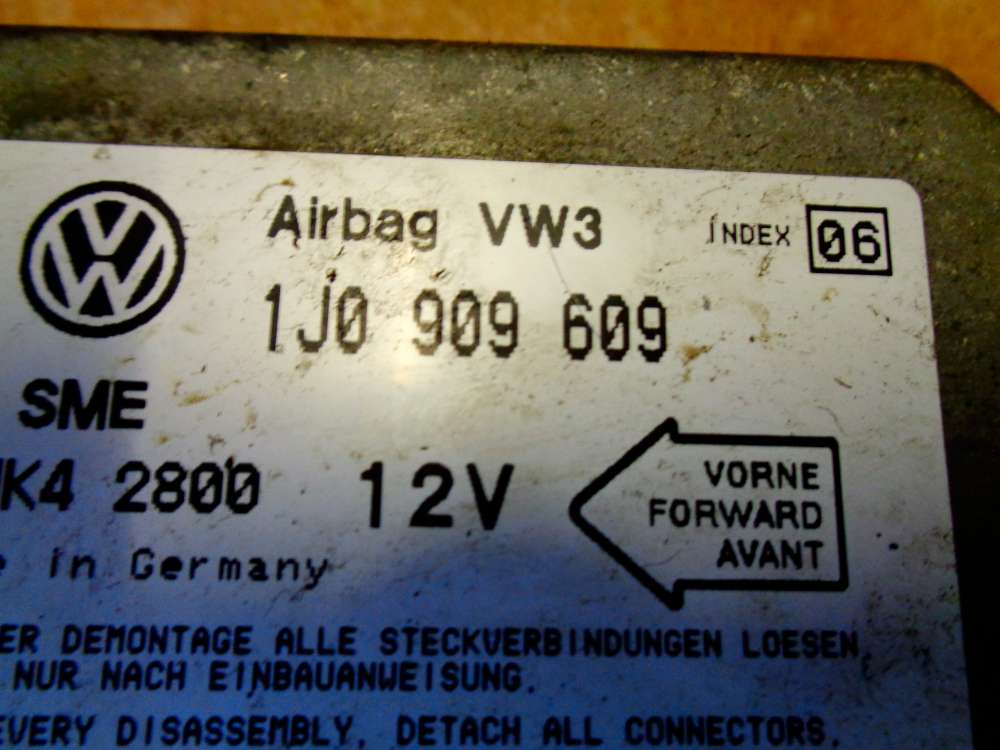 Airbag VW3 INDEX 06
1J0 909 609
SME
K4 2800 12V
VORNE
FORWARD
AVANT
in Germany
DEMONTAGE ALLE STECKVERBINDUNGEN LOESEN
NUR NACH EINBAUANWEISUNG.
EVERY DISASSEMBLY, DETACH ALL CONNECTORS.